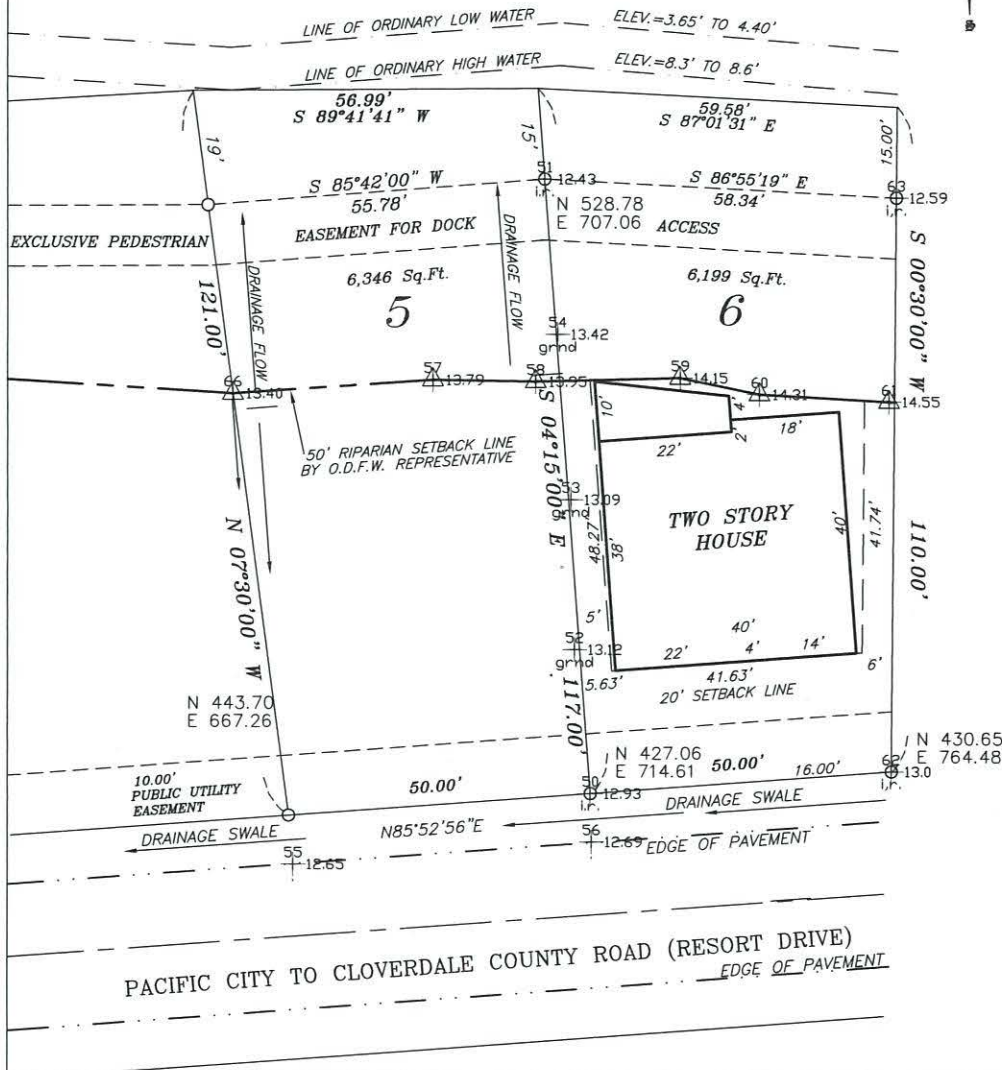 LINE OF ORDINARY LOW WATER
ELEV.=3.65' TO 4.40'
LINE OF ORDINARY HIGH WATER
ELEV.=8.3' TO 8.6'
56.99'
S 89°41'41" W
59.58'
S 87°01'31" E
19'
15'
15.00'
S 85°42'00" W
55.78'
51
12.43
i.r.
S 86°55'19" E
58.34'
63
12.59
i.r.
N 528.78
E 707.06
EXCLUSIVE PEDESTRIAN
EASEMENT FOR DOCK
ACCESS
DRAINAGE FLOW
DRAINAGE FLOW
6,346 Sq.Ft.
5
6,199 Sq.Ft.
6
121.00'
S 00°30'00" W
54
13.42
grnd
66
13.40
57
13.79
58
13.95
59
14.15
60
14.31
61
14.55
50' RIPARIAN SETBACK LINE
BY O.D.F.W. REPRESENTATIVE
10'
4'
2'
22'
18'
S 04°15'00" E
53
13.09
grnd
48.27'
38'
TWO STORY
HOUSE
40'
41.74'
110.00'
N 07°30'00" W
5'
52
13.12
grnd
40'
22'
4'
14'
6'
5.63'
41.63'
20' SETBACK LINE
117.00'
N 443.70
E 667.26
N 427.06
E 714.61
N 430.65
E 764.48
10.00'
PUBLIC UTILITY
EASEMENT
50.00'
50
12.93
i.r.
50.00'
16.00'
62
13.0
i.r.
DRAINAGE SWALE
N85°52'56"E
DRAINAGE SWALE
55
12.65
56
12.69
EDGE OF PAVEMENT
PACIFIC CITY TO CLOVERDALE COUNTY ROAD (RESORT DRIVE)
EDGE OF PAVEMENT